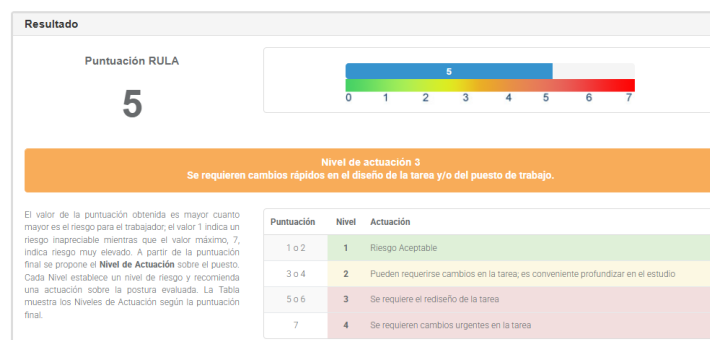 Resultado
Puntuación RULA
5
5
0 1 2 3 4 5 6 7
Nivel de actuación 3
Se requieren cambios rápidos en el diseño de la tarea y/o del puesto de trabajo.
El valor de la puntuación obtenida es mayor cuanto
mayor es el riesgo para el trabajador; el valor 1 indica un
riesgo inapreciable mientras que el valor máximo, 7,
indica riesgo muy elevado. A partir de la puntuación
final se propone el Nivel de Actuación sobre el puesto.
Cada Nivel establece un nivel de riesgo y recomienda
una actuación sobre la postura evaluada. La Tabla
muestra los Niveles de Actuación según la puntuación
final.
Puntuación Nivel Actuación
1 o 2 1 Riesgo Aceptable
3 o 4 2 Pueden requerirse cambios en la tarea; es conveniente profundizar en el estudio
5 o 6 3 Se requiere el rediseño de la tarea
7 4 Se requieren cambios urgentes en la tarea